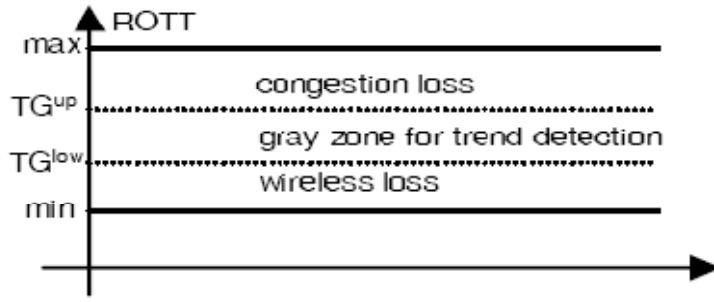 ROTT
max
congestion loss
TGup
gray zone for trend detection
TGlow
wireless loss
min